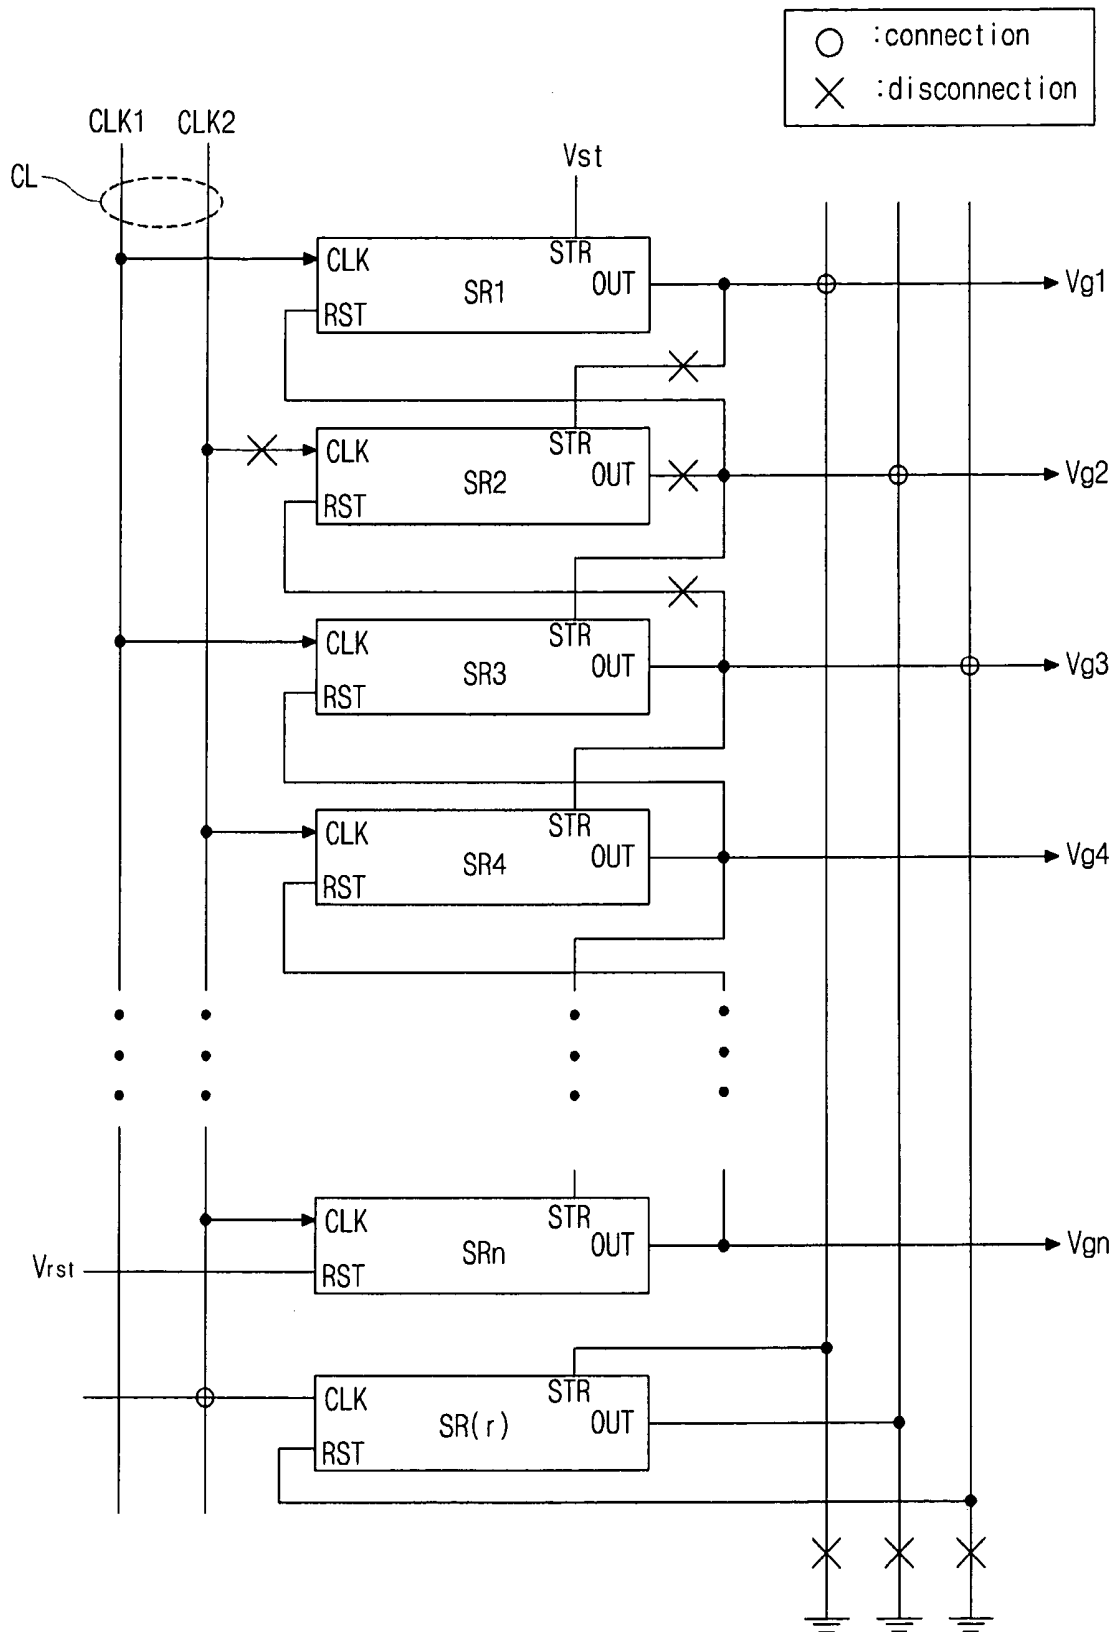 :connection
:disconnection
CLK1 CLK2
CL
Vst
CLK STR
SR1 OUT Vg1
RST
CLK STR
SR2 OUT Vg2
RST
CLK STR
SR3 OUT Vg3
RST
CLK STR
SR4 OUT Vg4
RST
CLK STR
SRn OUT Vgn
Vrst RST
CLK STR
SR(r) OUT
RST